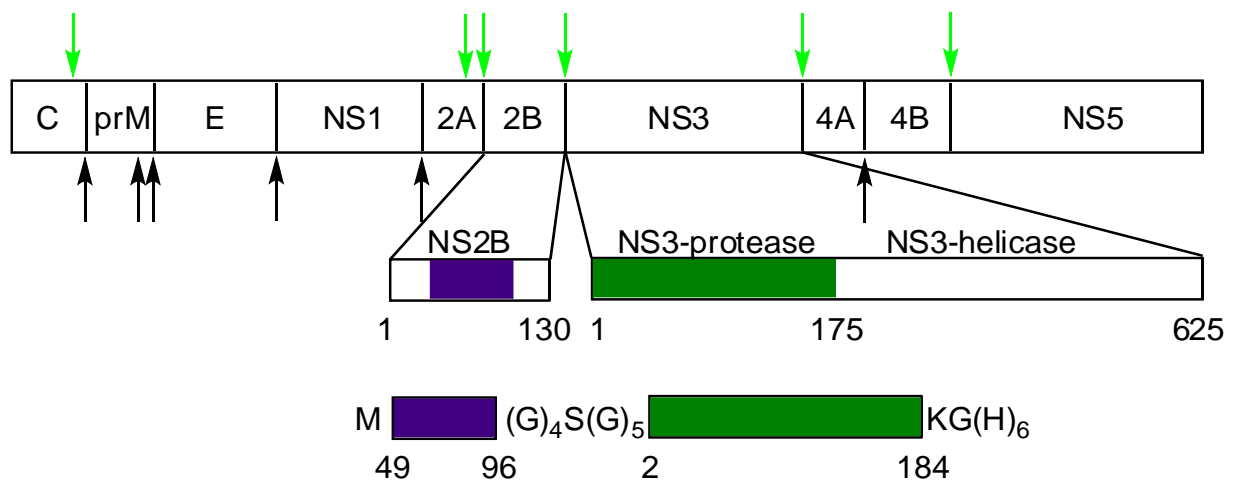 C prM E NS1 2A 2B NS3 4A 4B NS5
NS2B NS3-protease NS3-helicase
1 130 1 175 625
M (G)4S(G)5 KG(H)6
49 96 2 184